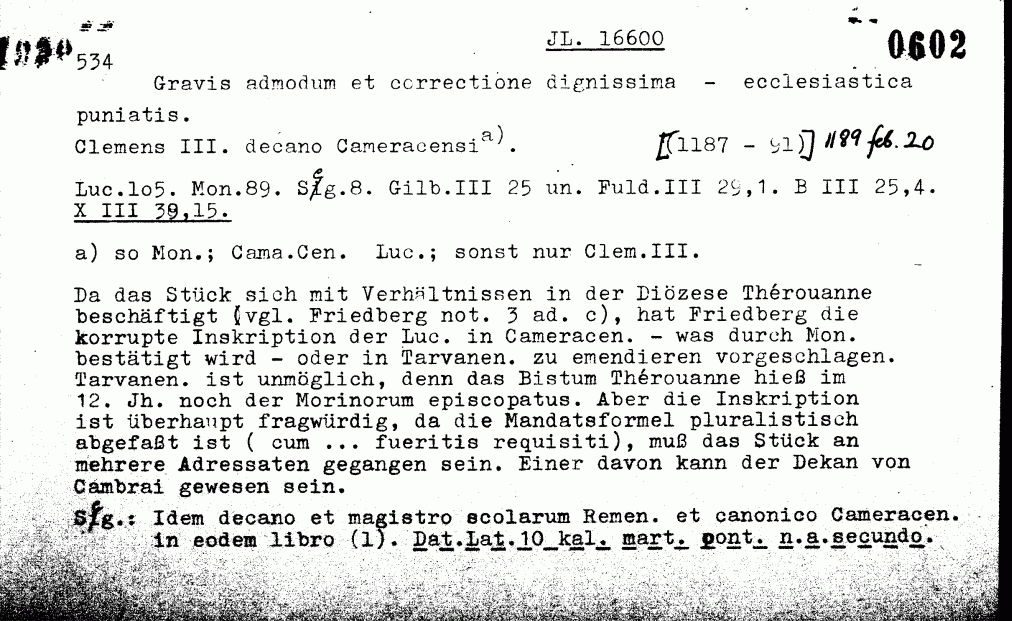 JL. 16600
0602
534
Gravis admodum et correctione dignissima - ecclesiastica
puniatis.
Clemens III. decano Cameracensi a). [(1187 - 91)] 1189 feb. 20
Luc.1o5. Mon.89. Seg.8. Gilb.III 25 un. Fuld.III 29,1. B III 25,4.
X III 39,15.
a) so Mon.; Cama.Cen. Luc.; sonst nur Clem.III.
Da das Stück sich mit Verhältnissen in der Diözese Thérouanne
beschäftigt (vgl. Friedberg not. 3 ad. c), hat Friedberg die
korrupte Inskription der Luc. in Cameracen. - was durch Mon.
bestätigt wird - oder in Tarvanen. zu emendieren vorgeschlagen.
Tarvanen. ist unmöglich, denn das Bistum Thérouanne hieß im
12. Jh. noch der Morinorum episcopatus. Aber die Inskription
ist überhaupt fragwürdig, da die Mandatsformel pluralistisch
abgefaßt ist ( cum ... fueritis requisiti), muß das Stück an
mehrere Adressaten gegangen sein. Einer davon kann der Dekan von
Cambrai gewesen sein.
Seg.: Idem decano et magistro scolarum Remen. et canonico Cameracen.
in eodem libro (1). Dat.Lat.10 kal. mart. pont. n.a.secundo.